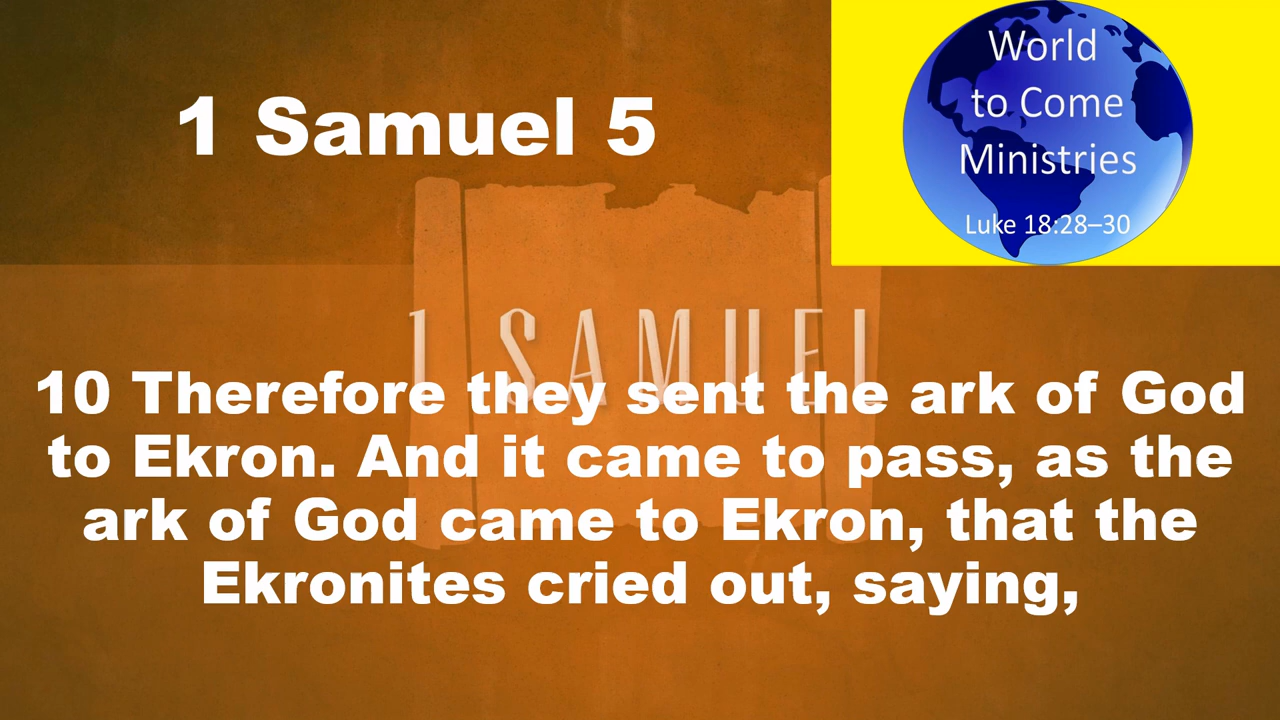 1 Samuel 5
World
to Come
Ministries
Luke 18:28–30
1 SAMUEL
10 Therefore they sent the ark of God
to Ekron. And it came to pass, as the
ark of God came to Ekron, that the
Ekronites cried out, saying,